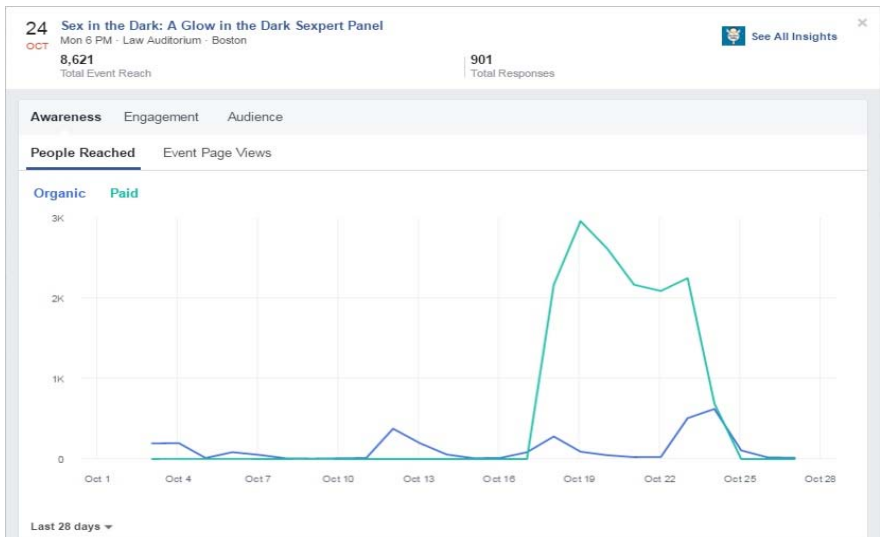 24
OCT
Sex in the Dark: A Glow in the Dark Sexpert Panel
Mon 6 PM · Law Auditorium · Boston
See All Insights
8,621
Total Event Reach
901
Total Responses
Awareness Engagement Audience
People Reached Event Page Views
Organic Paid
3K
2K
1K
0
Oct 1 Oct 4 Oct 7 Oct 10 Oct 13 Oct 16 Oct 19 Oct 22 Oct 25 Oct 28
Last 28 days